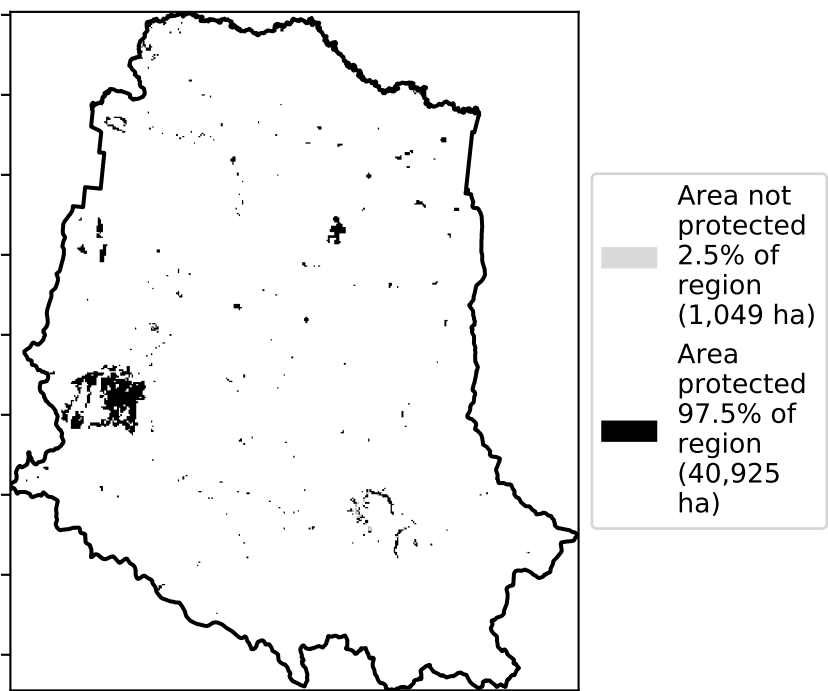 Area not
protected
2.5% of
region
(1,049 ha)
Area
protected
97.5% of
region
(40,925
ha)